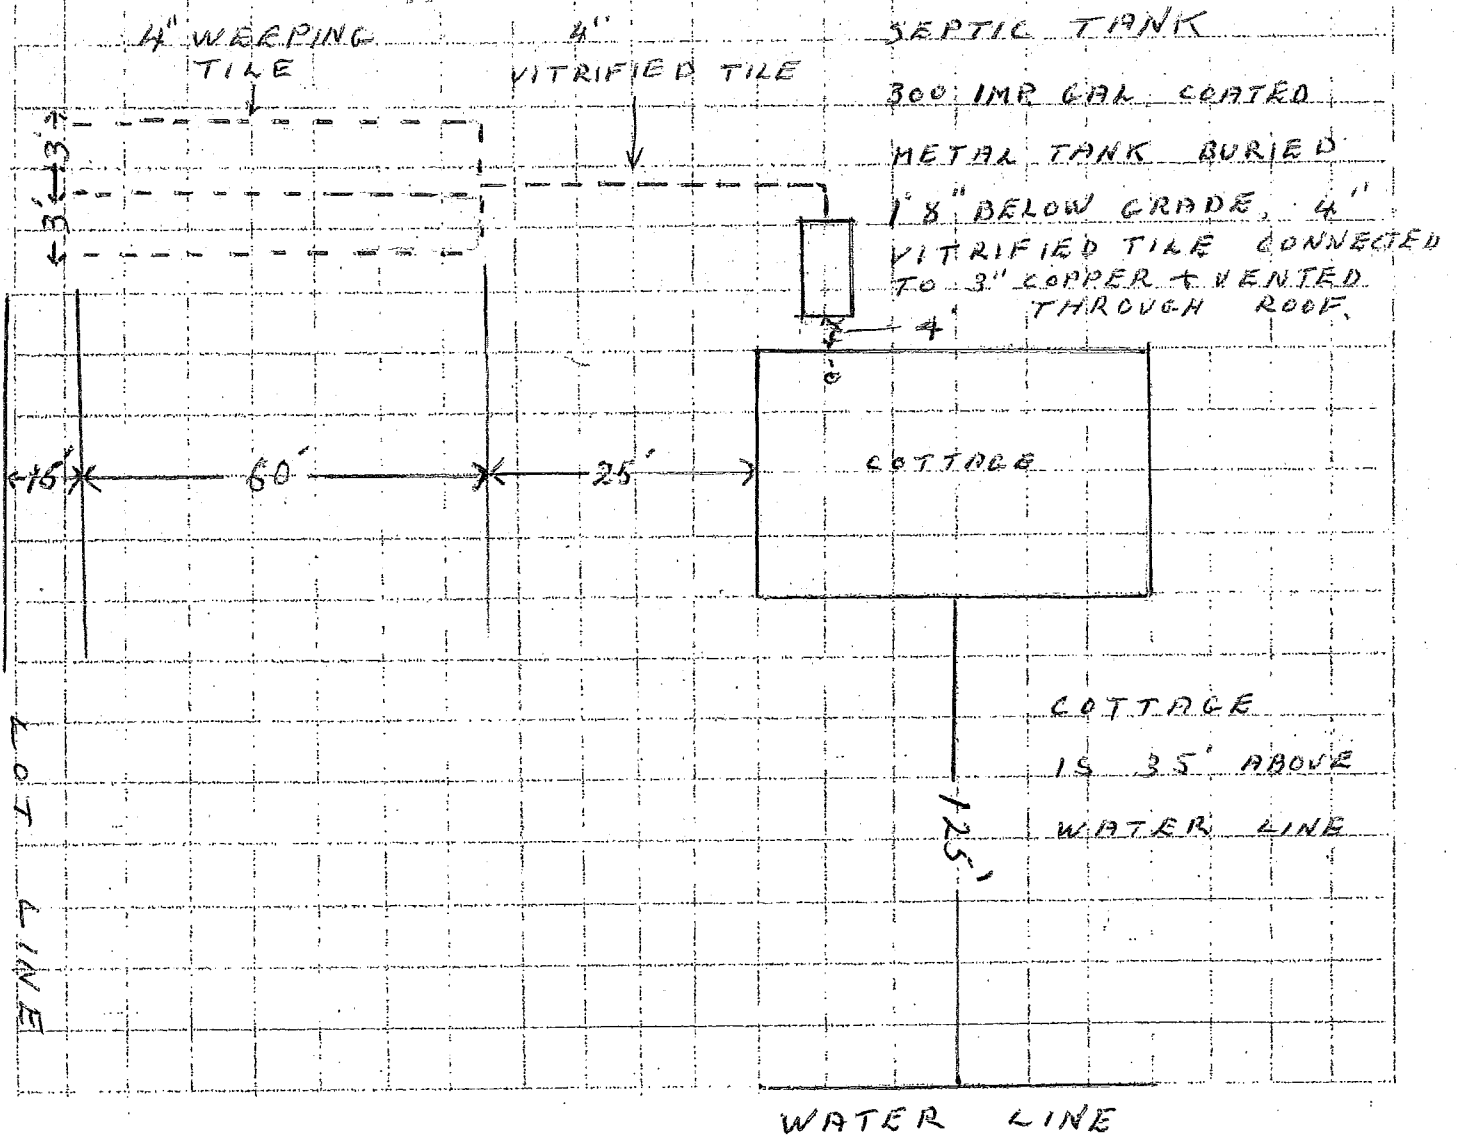 4" WEEPING
TILE
4"
VITRIFIED TILE
SEPTIC TANK
300 IMP GAL COATED
METAL TANK BURIED
1'8" BELOW GRADE, 4"
VITRIFIED TILE CONNECTED
TO 3" COPPER + VENTED
THROUGH ROOF.
3'
3'
4'
15'
60'
25'
COTTAGE
COTTAGE
IS 35' ABOVE
WATER LINE
125'
LOT LINE
WATER LINE